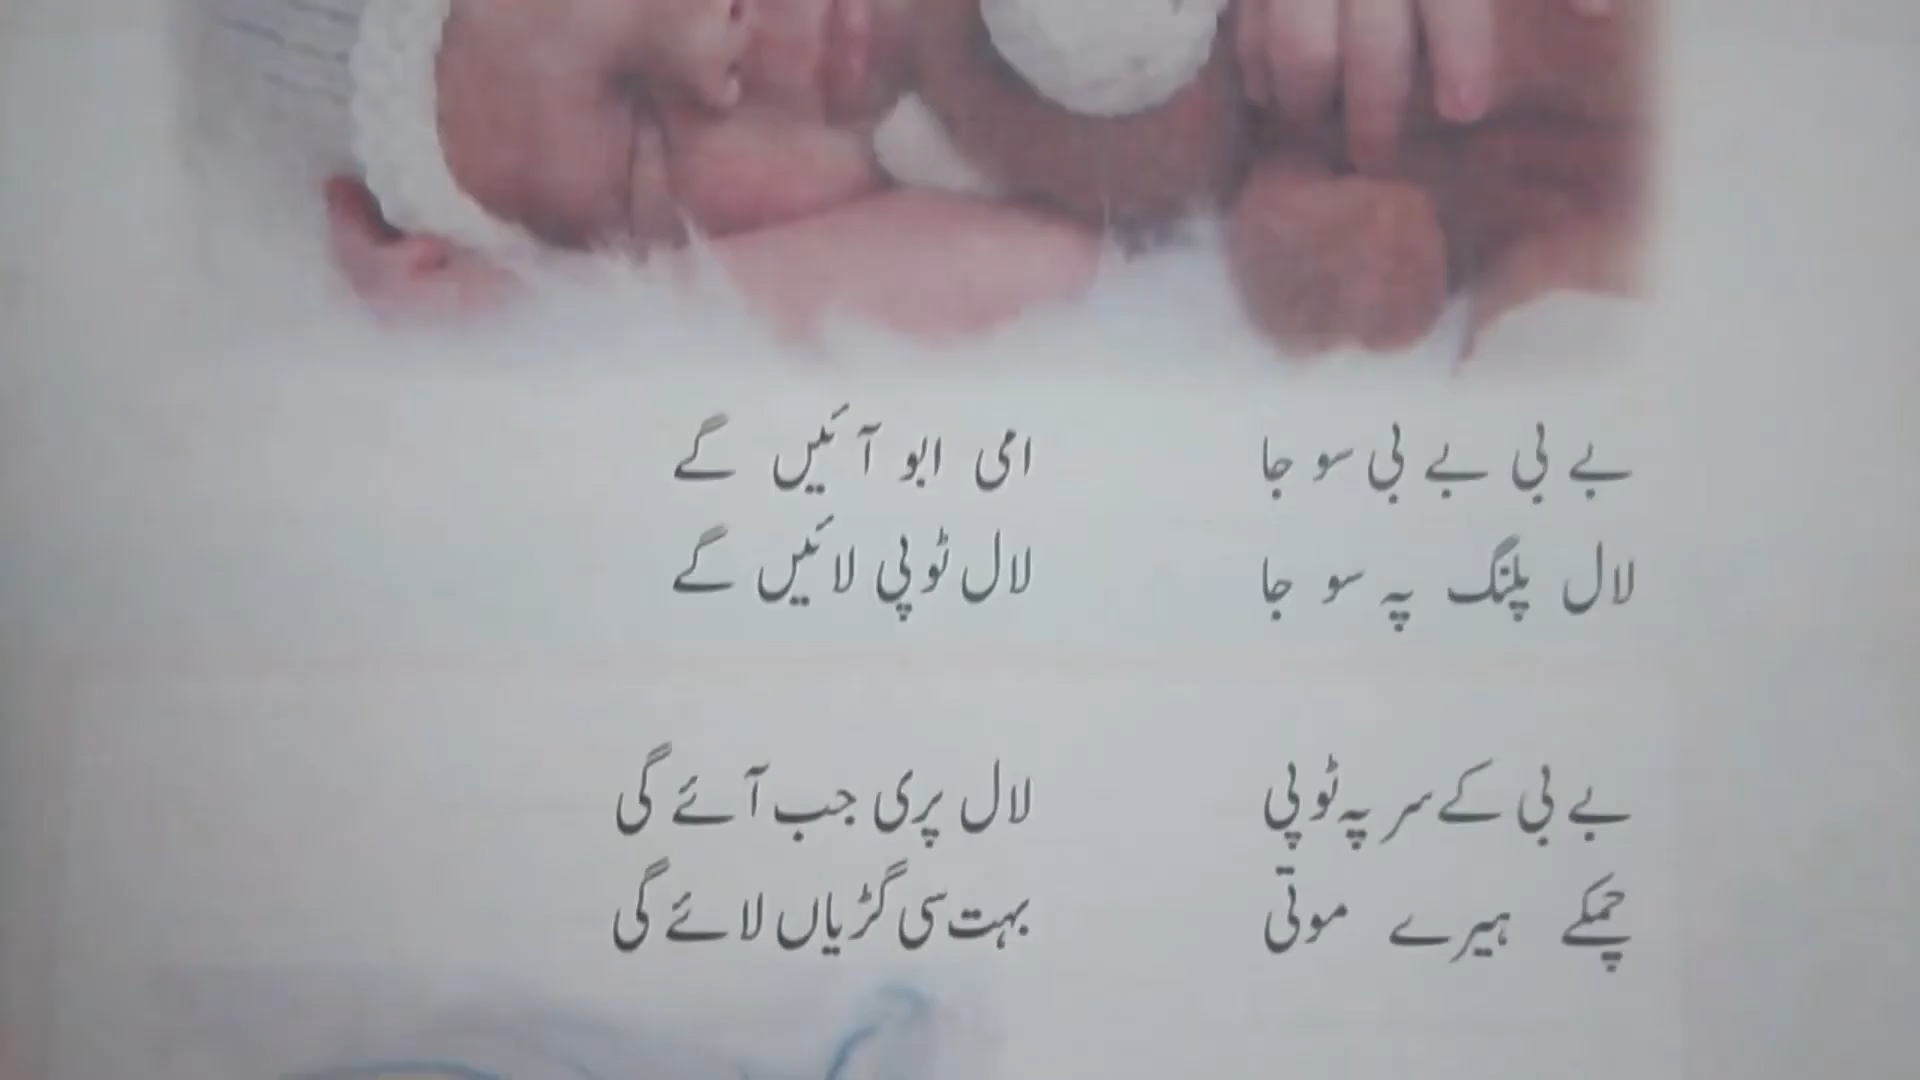 بے بی بے بی سو جا
امی ابو آئیں گے
لال پلنگ پہ سو جا
لال ٹوپی لائیں گے
بے بی کے سر پہ ٹوپی
لال پری جب آئے گی
چمکے ہیرے موتی
بہت سی گڑیاں لائے گی